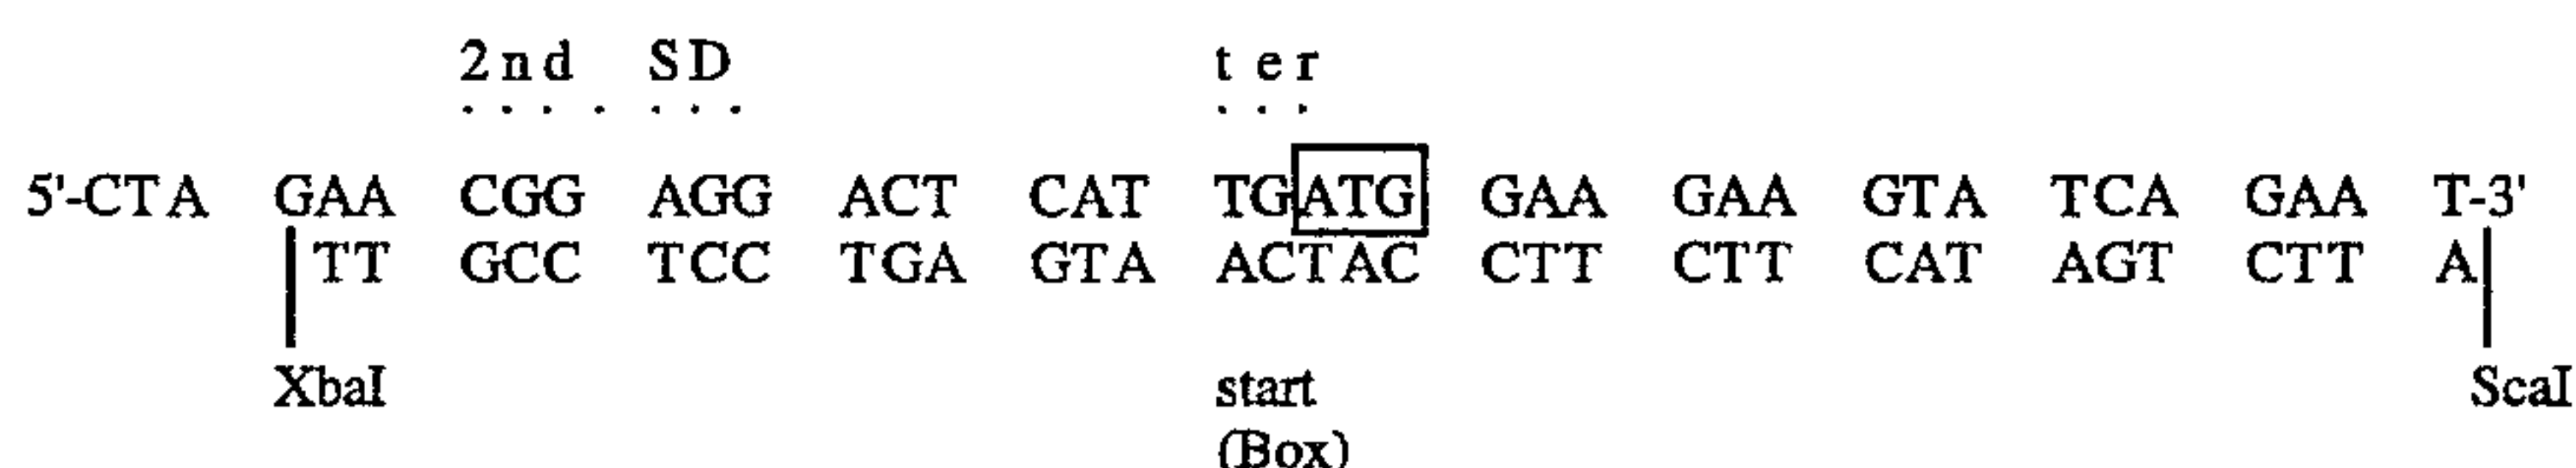 2nd SD ter
5'-CTA GAA CGG AGG ACT CAT TGATG GAA GAA GTA TCA GAA T-3'
TT GCC TCC TGA GTA ACTAC CTT CTT CAT AGT CTT A
XbaI start ScaI
(Box)